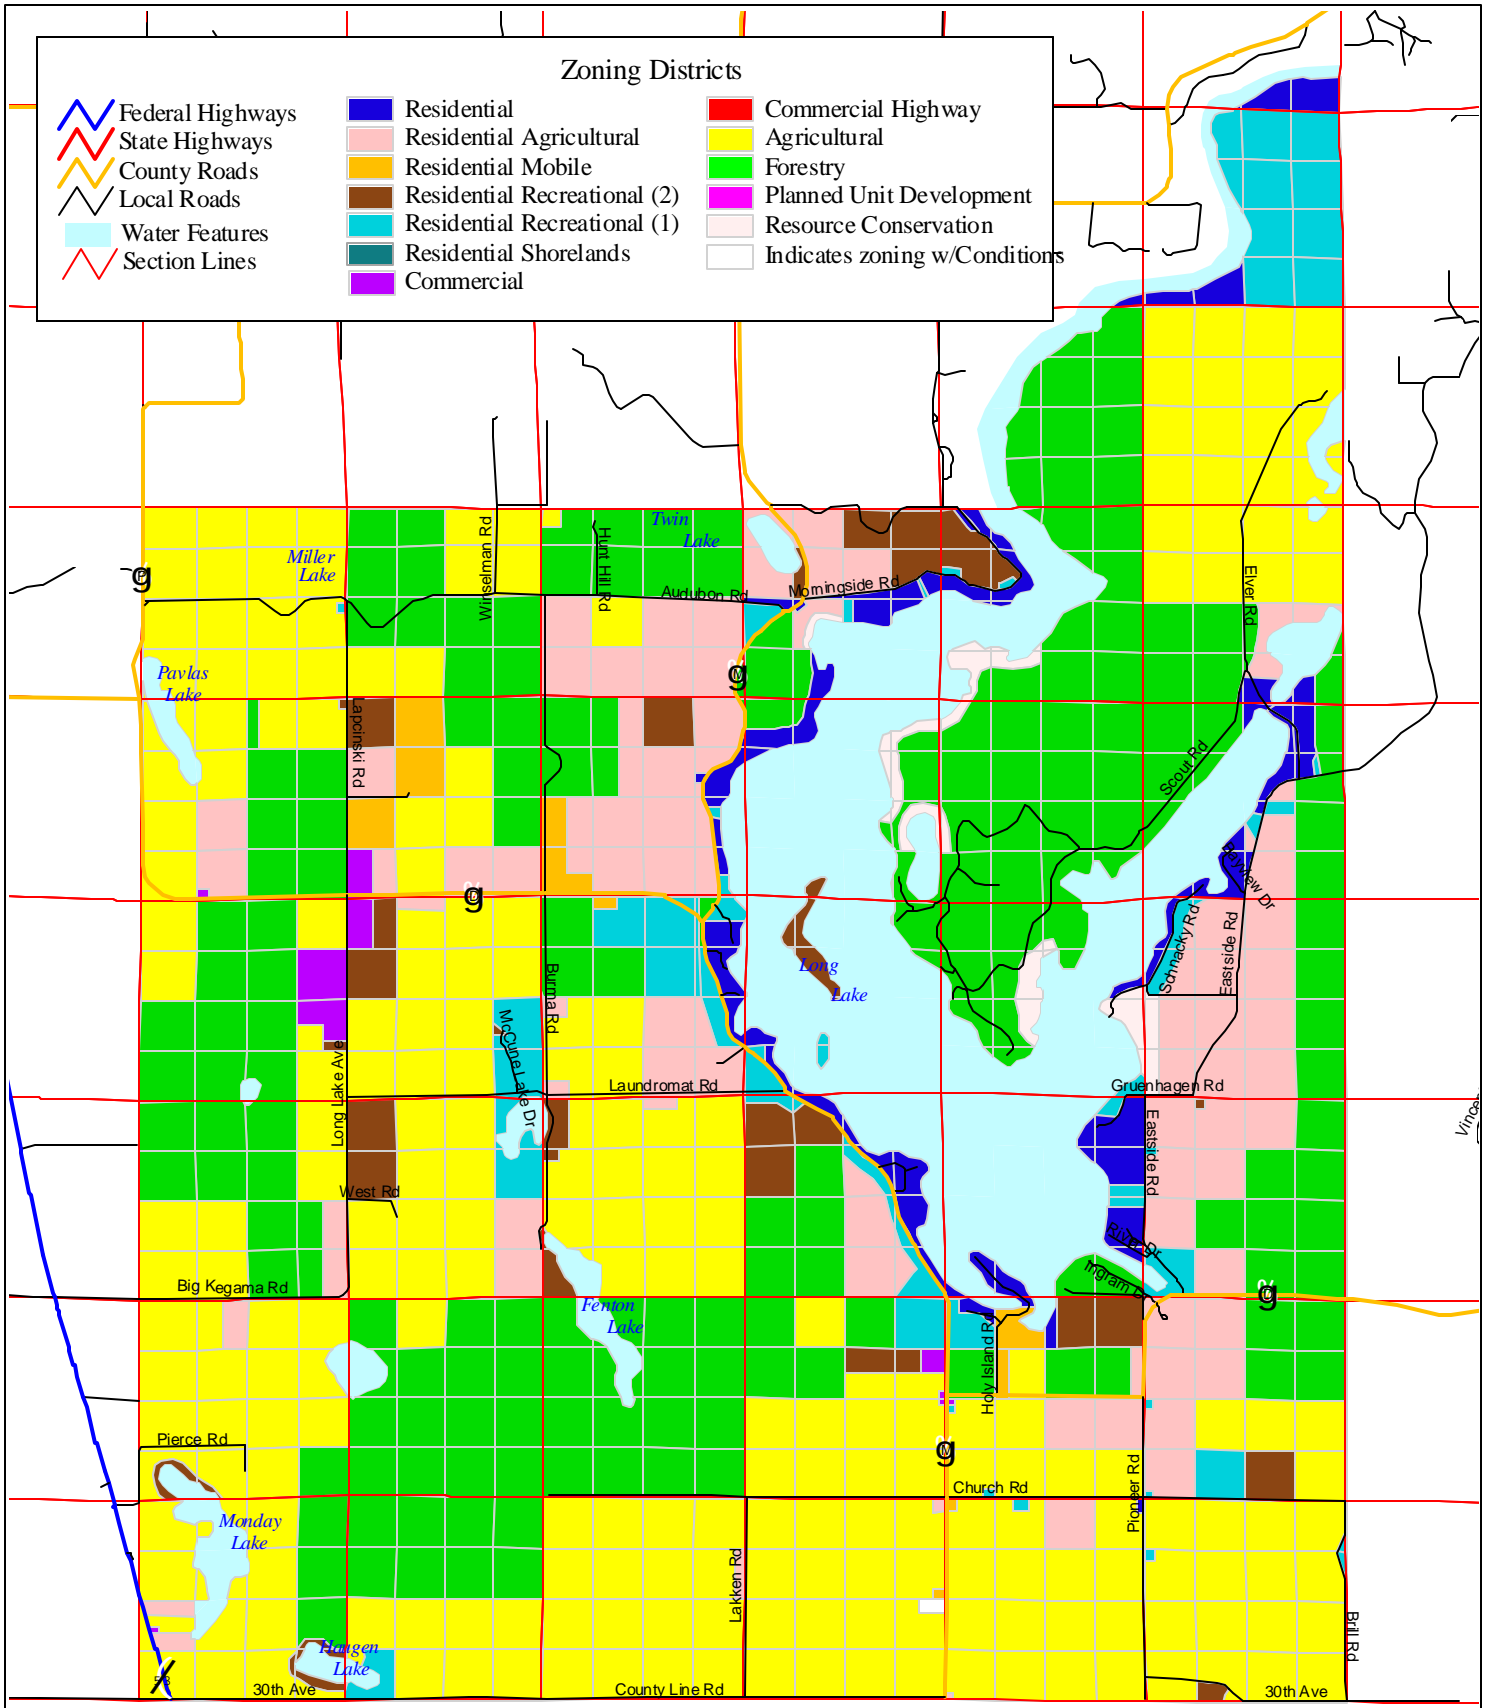 Zoning Districts
Federal Highways
State Highways
County Roads
Local Roads
Water Features
Section Lines
Residential
Residential Agricultural
Residential Mobile
Residential Recreational (2)
Residential Recreational (1)
Residential Shorelands
Commercial
Commercial Highway
Agricultural
Forestry
Planned Unit Development
Resource Conservation
Indicates zoning w/Conditions
Twin
Lake
Miller
Lake
Winselman Rd
Hunt Hill Rd
g
Audubon Rd
Morningside Rd
Elver Rd
Pavlas
Lake
g
M
Lapcinski Rd
Scout Rd
Bayview Dr
g
D
Schnacky Rd
Eastside Rd
Long
Lake
Burma Rd
McCune Lake Dr
Long Lake Ave
Laundromat Rd
Gruenhagen Rd
Eastside Rd
West Rd
River Dr
Ingram Dr
Big Kegama Rd
g
D
Fenton
Lake
Holy Island Rd
Pierce Rd
g
M
Church Rd
Pioneer Rd
Monday
Lake
Lakken Rd
Brill Rd
Haugen
Lake
30th Ave
County Line Rd
30th Ave